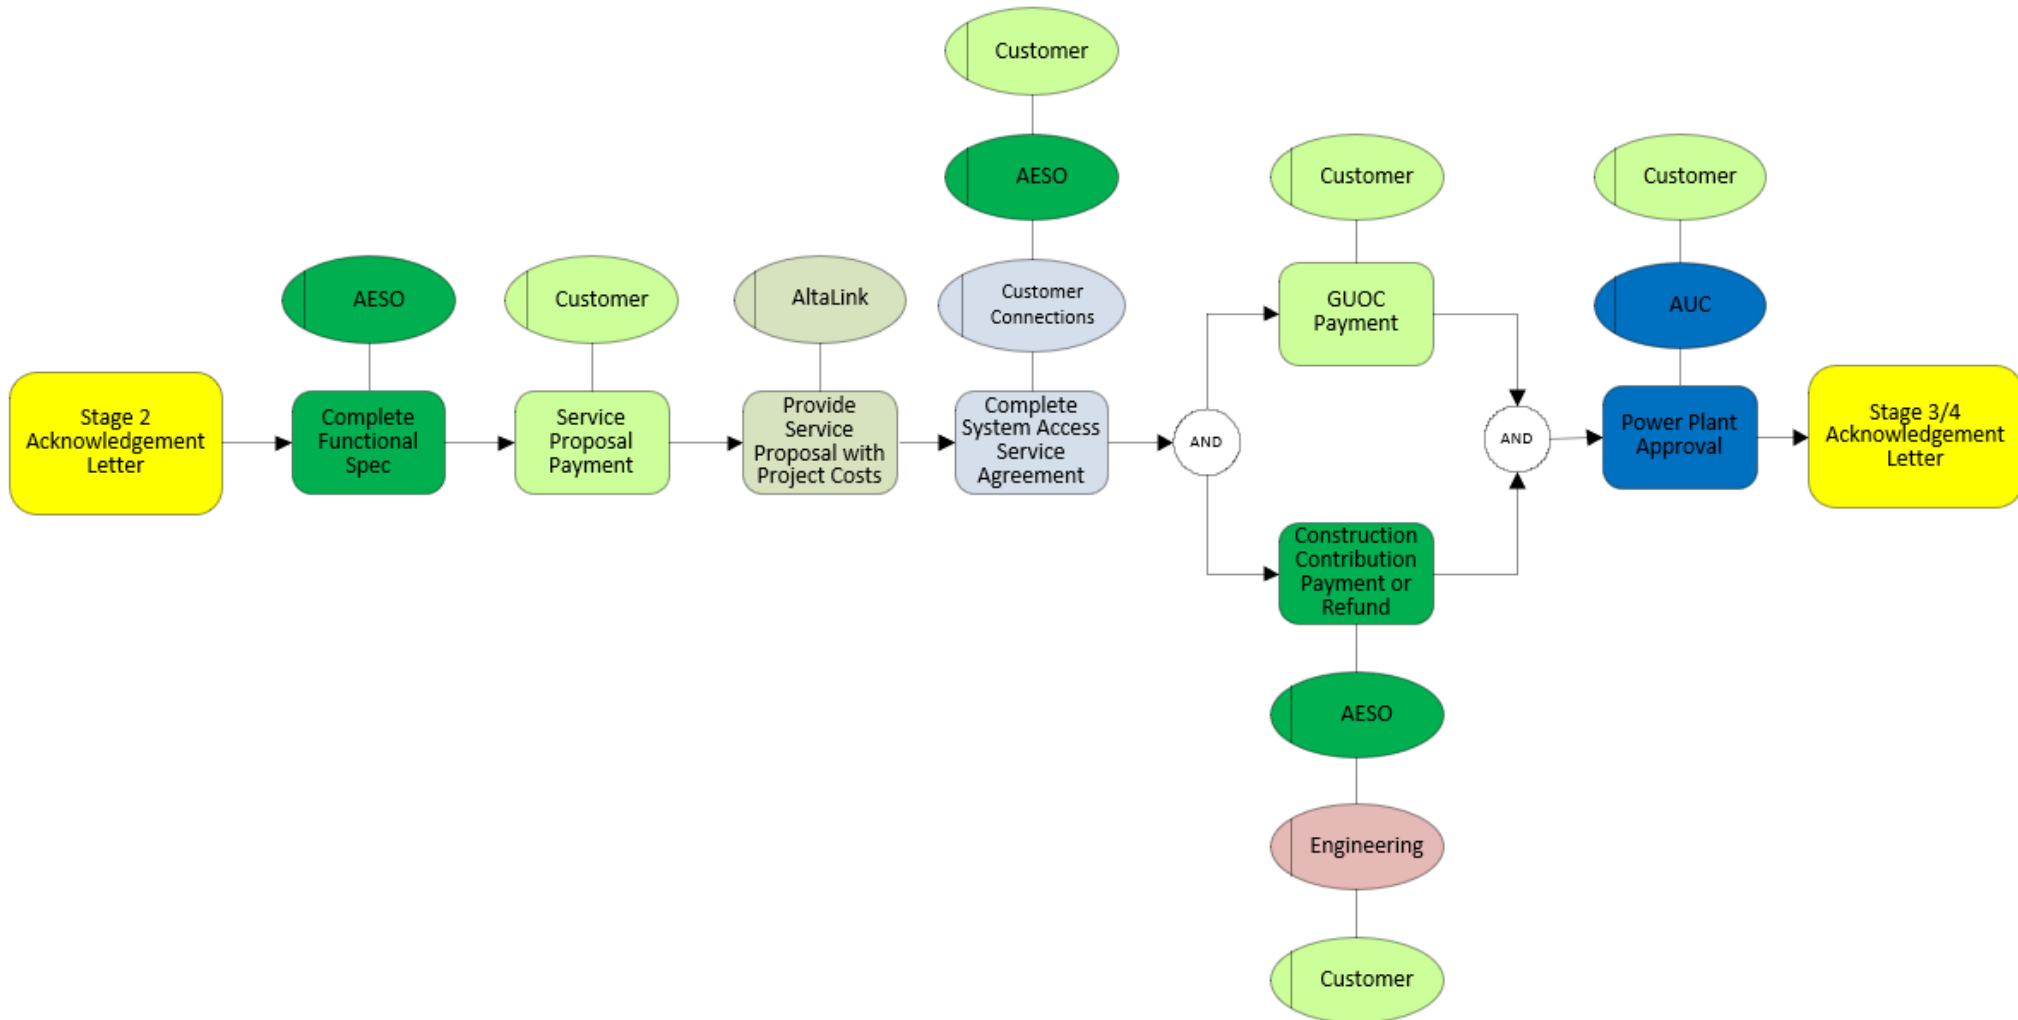 Customer
AESO
Customer
Customer
AESO
Customer
AltaLink
Customer
Connections
AUC
GUOC
Payment
Stage 2
Acknowledgement
Letter
Complete
Functional
Spec
Service
Proposal
Payment
Provide
Service
Proposal with
Project Costs
Complete
System Access
Service
Agreement
AND
AND
Power Plant
Approval
Stage 3/4
Acknowledgement
Letter
Construction
Contribution
Payment or
Refund
AESO
Engineering
Customer